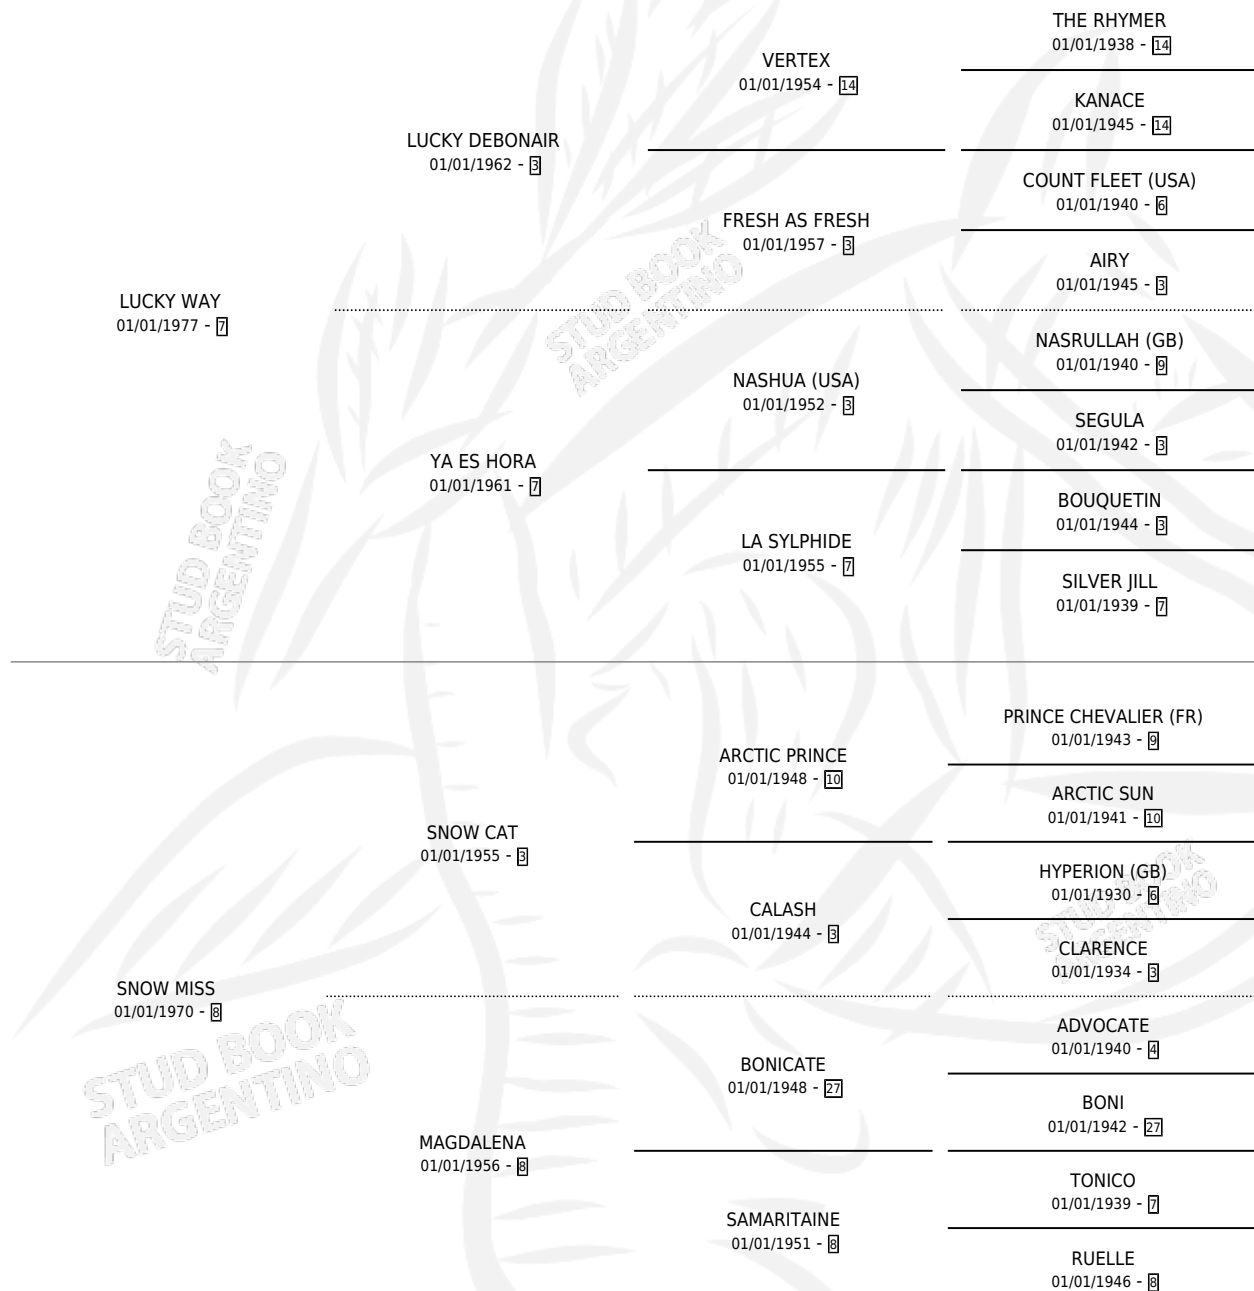 THE RHYMER
01/01/1938 - 14
VERTEX
01/01/1954 - 14
KANACE
01/01/1945 - 14
LUCKY DEBONAIR
01/01/1962 - 3
COUNT FLEET (USA)
01/01/1940 - 6
FRESH AS FRESH
01/01/1957 - 3
AIRY
01/01/1945 - 3
LUCKY WAY
01/01/1977 - 7
STUD BOOK
ARGENTINO
NASRULLAH (GB)
01/01/1940 - 9
NASHUA (USA)
01/01/1952 - 3
SEGULA
01/01/1942 - 3
YA ES HORA
01/01/1961 - 7
BOUQUETIN
01/01/1944 - 3
LA SYLPHIDE
01/01/1955 - 7
SILVER JILL
01/01/1939 - 7
STUD BOOK
ARGENTINO
PRINCE CHEVALIER (FR)
01/01/1943 - 9
ARCTIC PRINCE
01/01/1948 - 10
ARCTIC SUN
01/01/1941 - 10
SNOW CAT
01/01/1955 - 3
HYPERION (GB)
01/01/1930 - 6
CALASH
01/01/1944 - 3
STUD BOOK
ARGENTINO
CLARENCE
01/01/1934 - 3
SNOW MISS
01/01/1970 - 8
ADVOCATE
01/01/1940 - 4
STUD BOOK
ARGENTINO
BONICATE
01/01/1948 - 27
BONI
01/01/1942 - 27
MAGDALENA
01/01/1956 - 8
TONICO
01/01/1939 - 7
SAMARITAINE
01/01/1951 - 8
RUELLE
01/01/1946 - 8